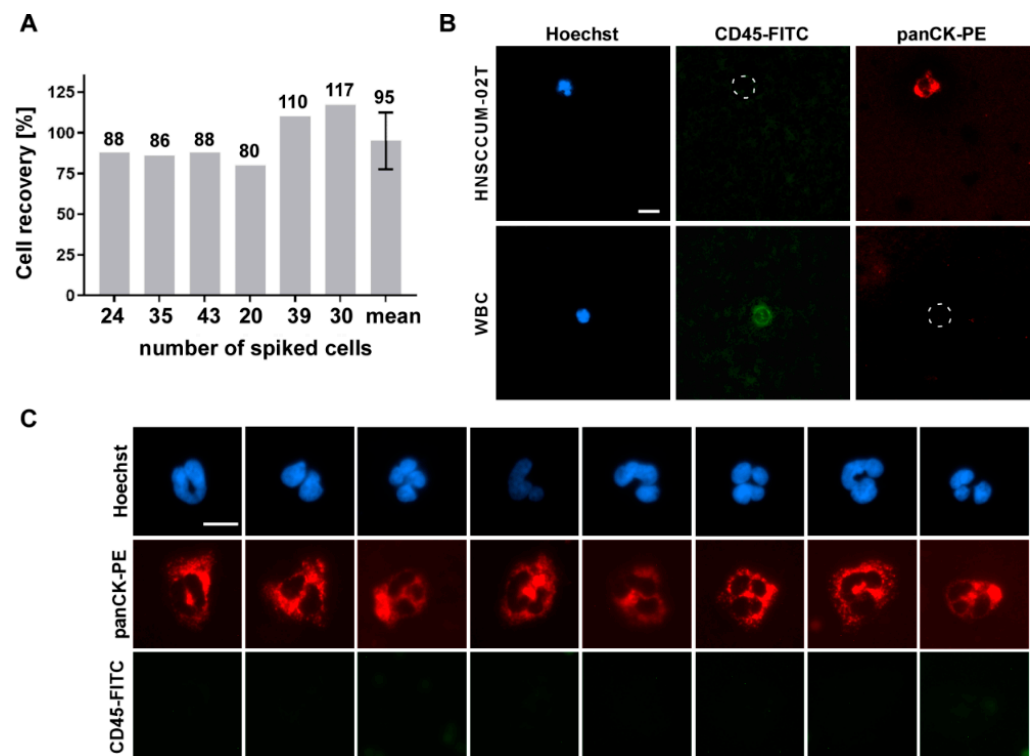 A
Cell recovery [%]
125
100
75
50
25
0
88
86
88
80
110
117
95
24 35 43 20 39 30 mean
number of spiked cells
B
Hoechst CD45-FITC panCK-PE
HNSCCUM-02T
WBC
C
Hoechst
panCK-PE
CD45-FITC